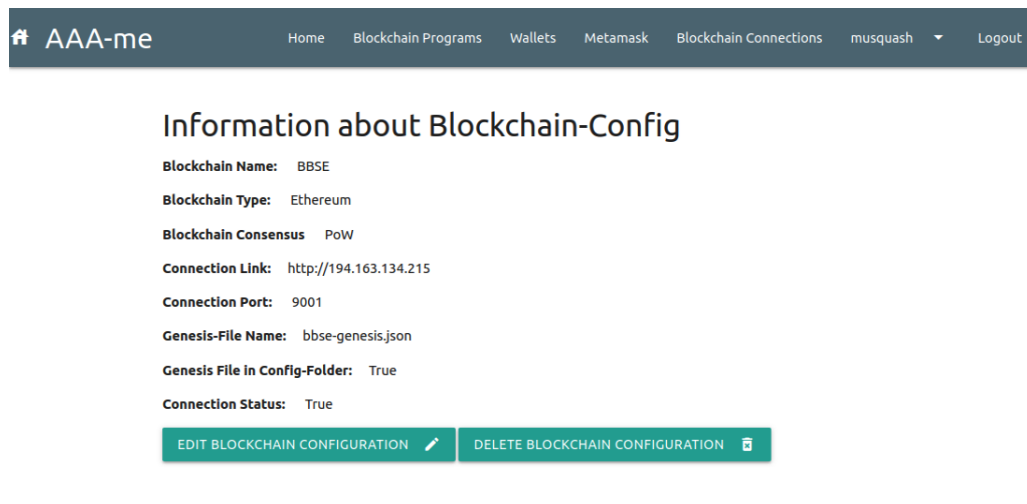 AAA-me Home Blockchain Programs Wallets Metamask Blockchain Connections musquash Logout
Information about Blockchain-Config
Blockchain Name: BBSE
Blockchain Type: Ethereum
Blockchain Consensus PoW
Connection Link: http://194.163.134.215
Connection Port: 9001
Genesis-File Name: bbse-genesis.json
Genesis File in Config-Folder: True
Connection Status: True
EDIT BLOCKCHAIN CONFIGURATION DELETE BLOCKCHAIN CONFIGURATION